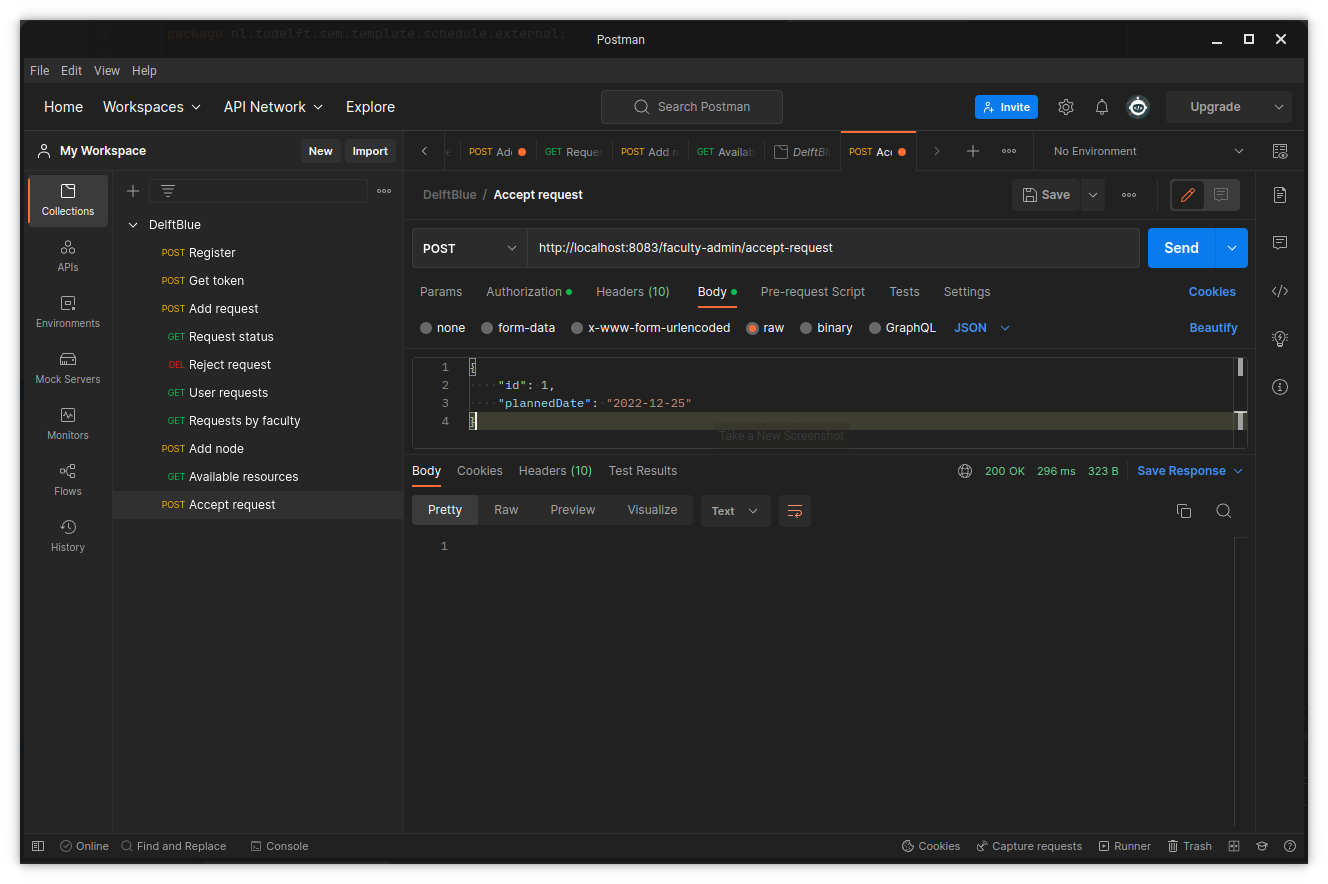 package nl.tudelft.sem.template.schedule.external;
Postman
File Edit View Help
Home Workspaces API Network Explore
Search Postman
Invite
Upgrade
My Workspace
New Import
POST Ad
GET Reque
POST Add
GET Availab
DelftBl
POST Acc
No Environment
Collections
APIs
Environments
Mock Servers
Monitors
Flows
History
DelftBlue
POST Register
POST Get token
POST Add request
GET Request status
DEL Reject request
GET User requests
GET Requests by faculty
POST Add node
GET Available resources
POST Accept request
DelftBlue / Accept request
Save
POST http://localhost:8083/faculty-admin/accept-request
Send
Params Authorization Headers (10) Body Pre-request Script Tests Settings Cookies
none form-data x-www-form-urlencoded raw binary GraphQL JSON Beautify
1 {
2 "id": 1,
3 "plannedDate": "2022-12-25"
4 }
Take a New Screenshot
Body Cookies Headers (10) Test Results
200 OK 296 ms 323 B Save Response
Pretty Raw Preview Visualize Text
1
Online Find and Replace Console
Cookies Capture requests Runner Trash